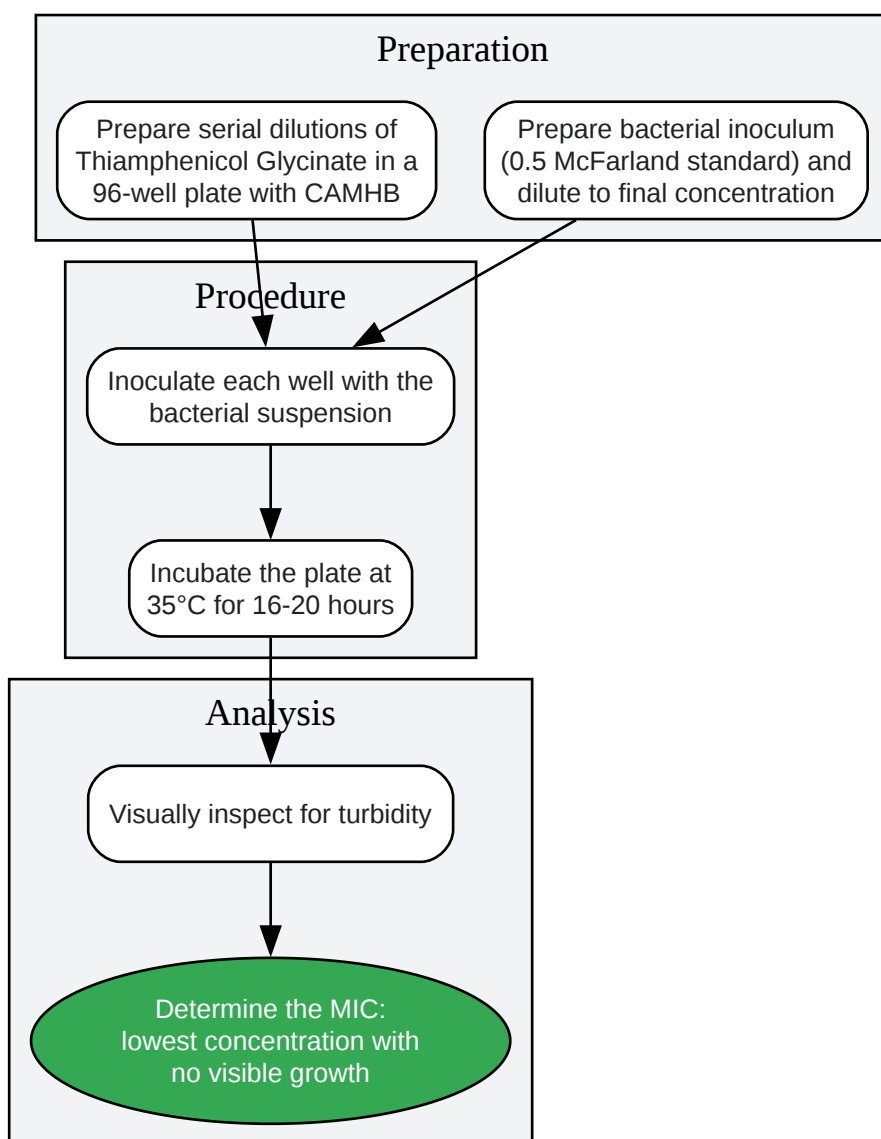 Preparation
Prepare serial dilutions of
Thiamphenicol Glycinate in a
96-well plate with CAMHB
Prepare bacterial inoculum
(0.5 McFarland standard) and
dilute to final concentration
Procedure
Inoculate each well with the
bacterial suspension
Incubate the plate at
35°C for 16-20 hours
Analysis
Visually inspect for turbidity
Determine the MIC:
lowest concentration with
no visible growth